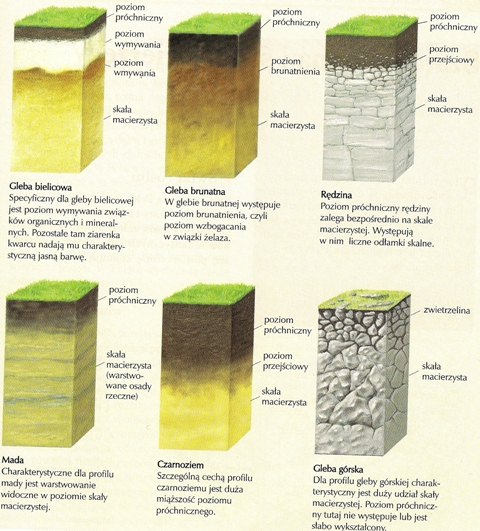 poziom
próchniczny
poziom
wymywania
poziom
wmywania
skała
macierzysta
Gleba bielicowa
Specyficzny dla gleby bielicowej
jest poziom wymywania związ-
ków organicznych i mineral-
nych. Pozostałe tam ziarenka
kwarcu nadają mu charaktery-
styczną jasną barwę.
poziom
próchniczny
poziom
brunatnienia
skała
macierzysta
Gleba brunatna
W glebie brunatnej występuje
poziom brunatnienia, czyli
poziom wzbogacania
w związki żelaza.
poziom
próchniczny
poziom
przejściowy
skała
macierzysta
Rędzina
Poziom próchniczny rędziny
zalega bezpośrednio na skale
macierzystej. Występują
w nim liczne odłamki skalne.
poziom
próchniczny
skała
macierzysta
(warstwo-
wane osady
rzeczne)
Mada
Charakterystyczne dla profilu
mady jest warstwowanie
widoczne w poziomie skały
macierzystej.
poziom
próchniczny
poziom
przejściowy
skała
macierzysta
Czarnoziem
Szczególną cechą profilu
czarnoziemu jest duża
miąższość poziomu
próchnicznego.
zwietrzelina
skała
macierzysta
Gleba górska
Dla profilu gleby górskiej charak-
terystyczny jest duży udział skały
macierzystej. Poziom próchnicz-
ny tutaj nie występuje lub jest
słabo wykształcony.